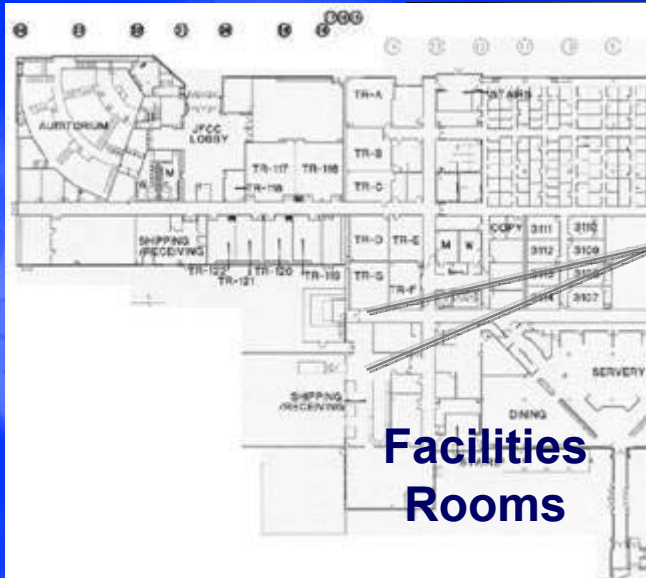 TR-A
STAIRS
AUDITORIUM
JFCC
LOBBY
TR-B
TR-117
TR-116
M
TR-C
TR-118
W
SHIPPING
/RECEIVING
TR-D
TR-E
M
W
COPY
3111
3110
3112
3109
TR-122
TR-121
TR-120
TR-119
TR-G
TR-F
3113
3114
3107
SERVERY
SHIPPING
/RECEIVING
DINING
Facilities
Rooms